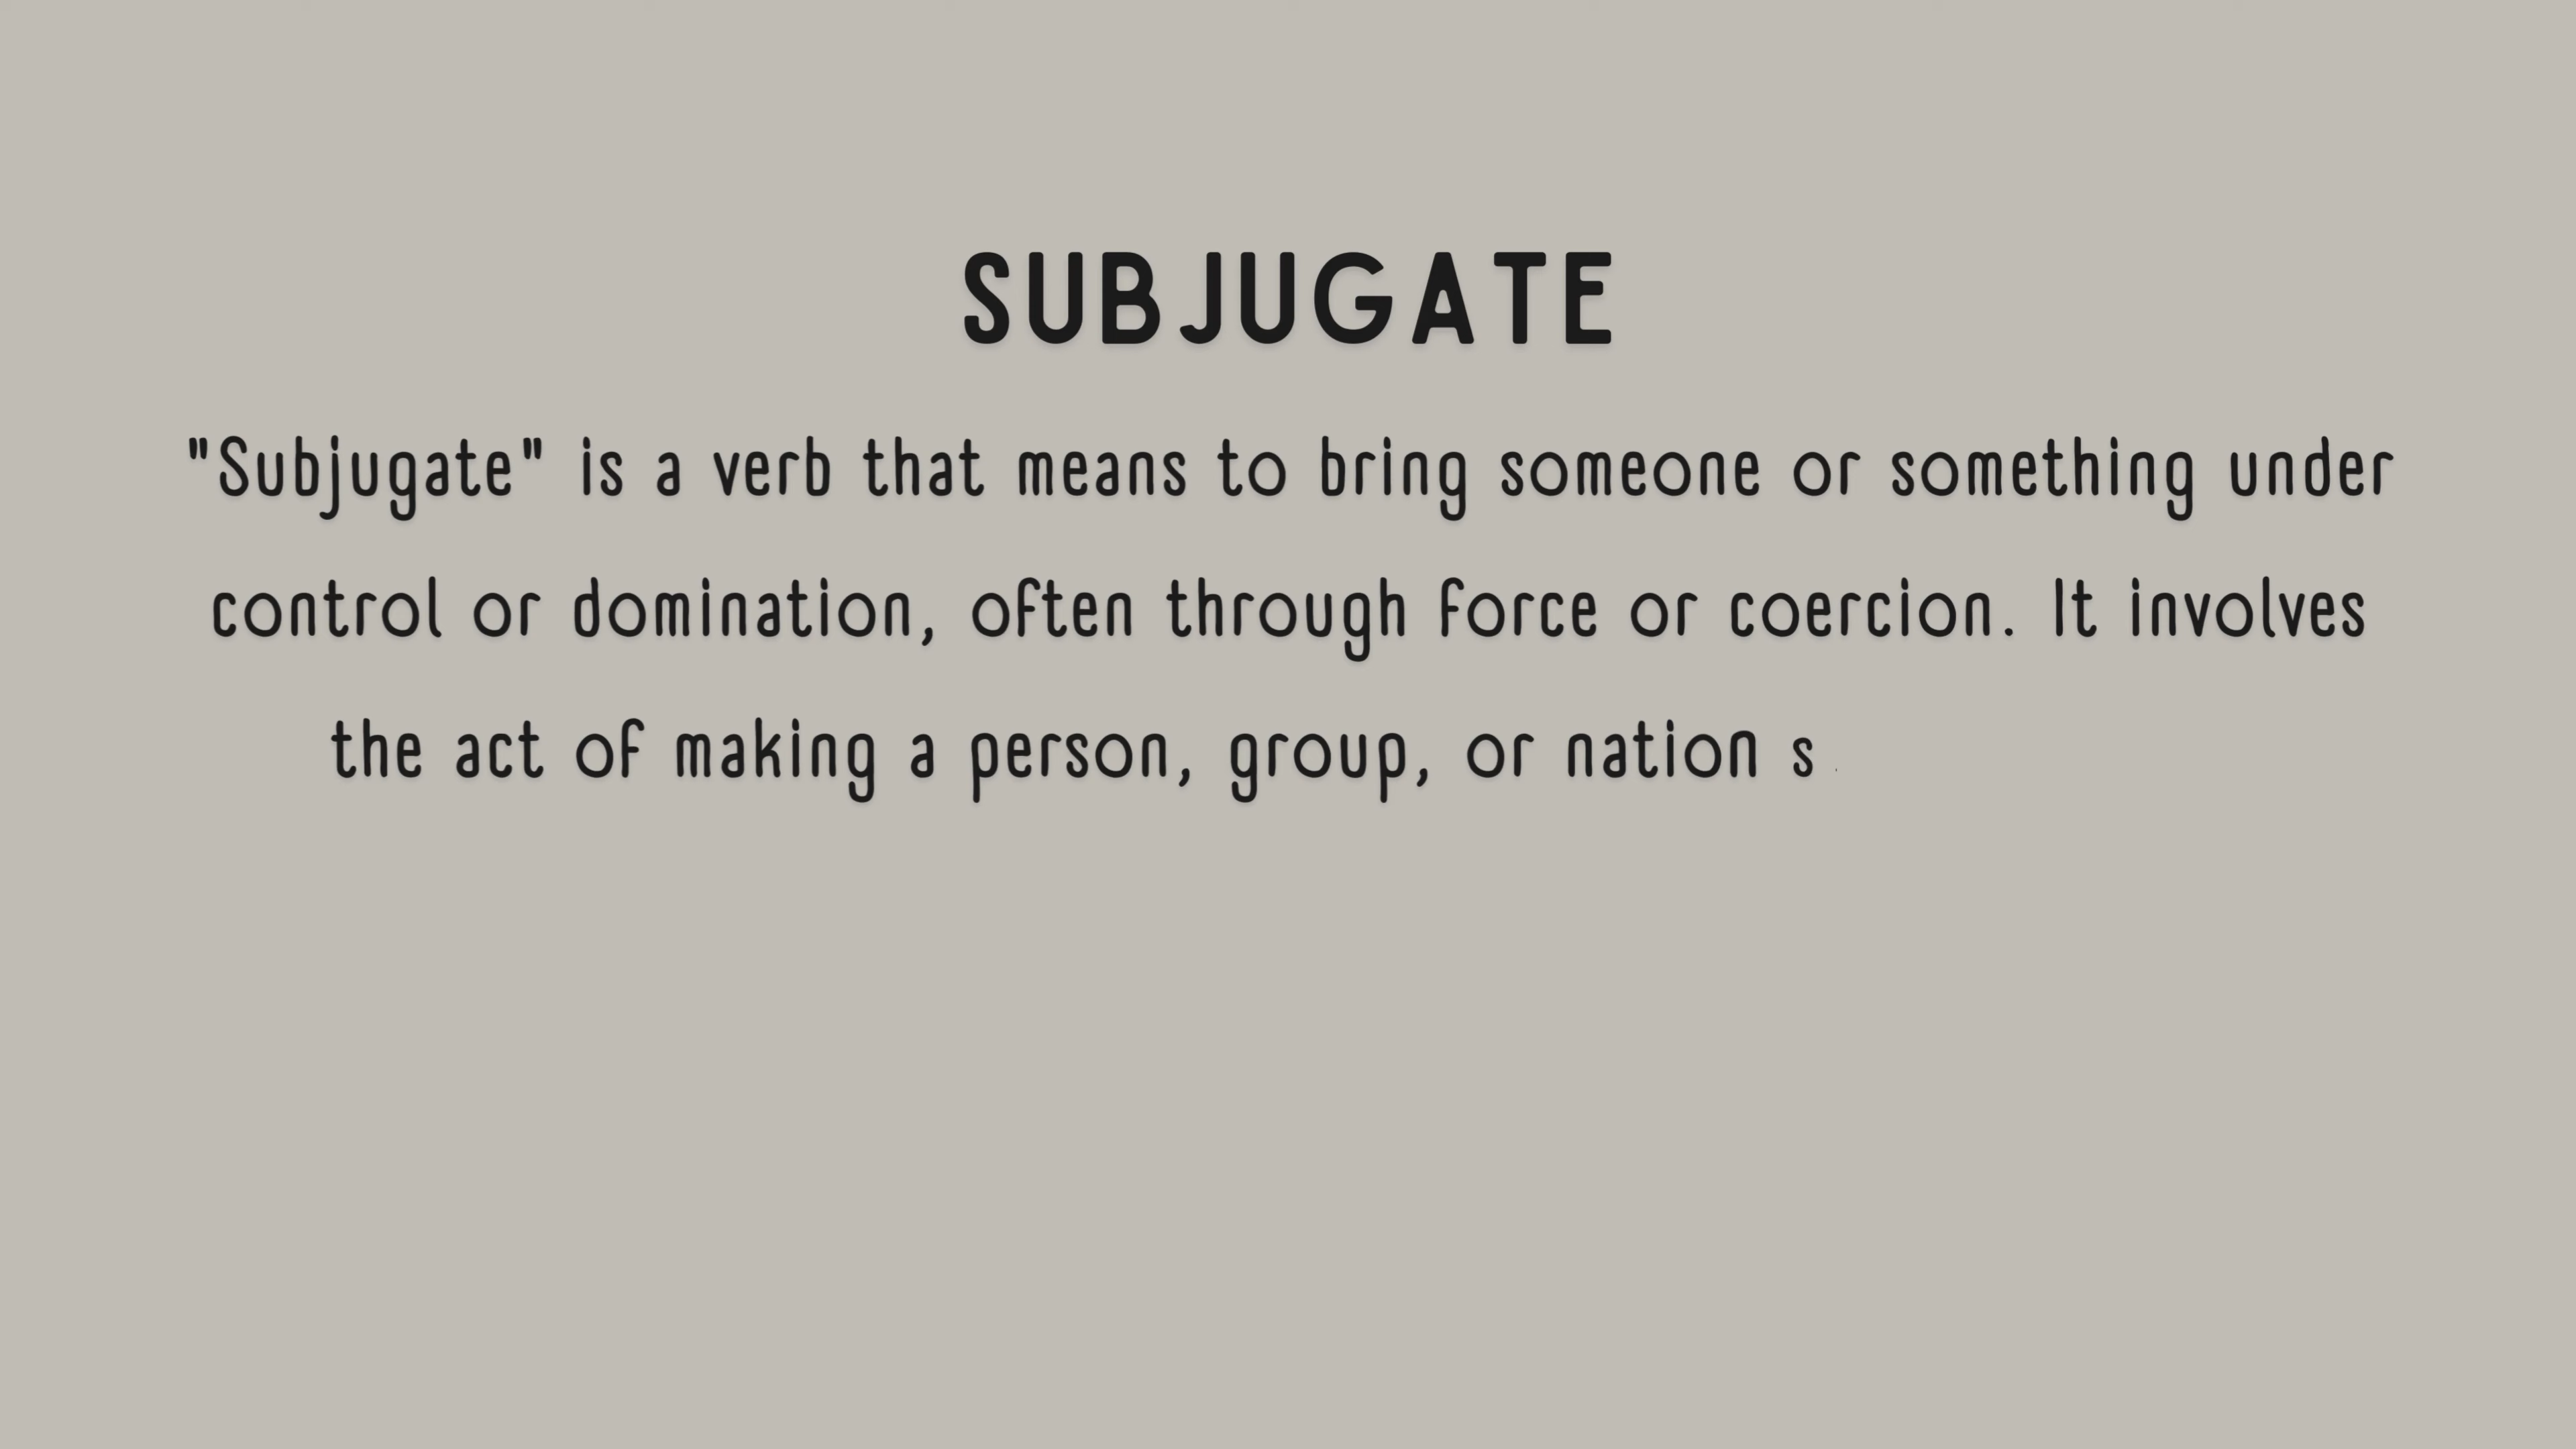 SUBJUGATE
"Subjugate" is a verb that means to bring someone or something under
control or domination, often through force or coercion. It involves
the act of making a person, group, or nation s